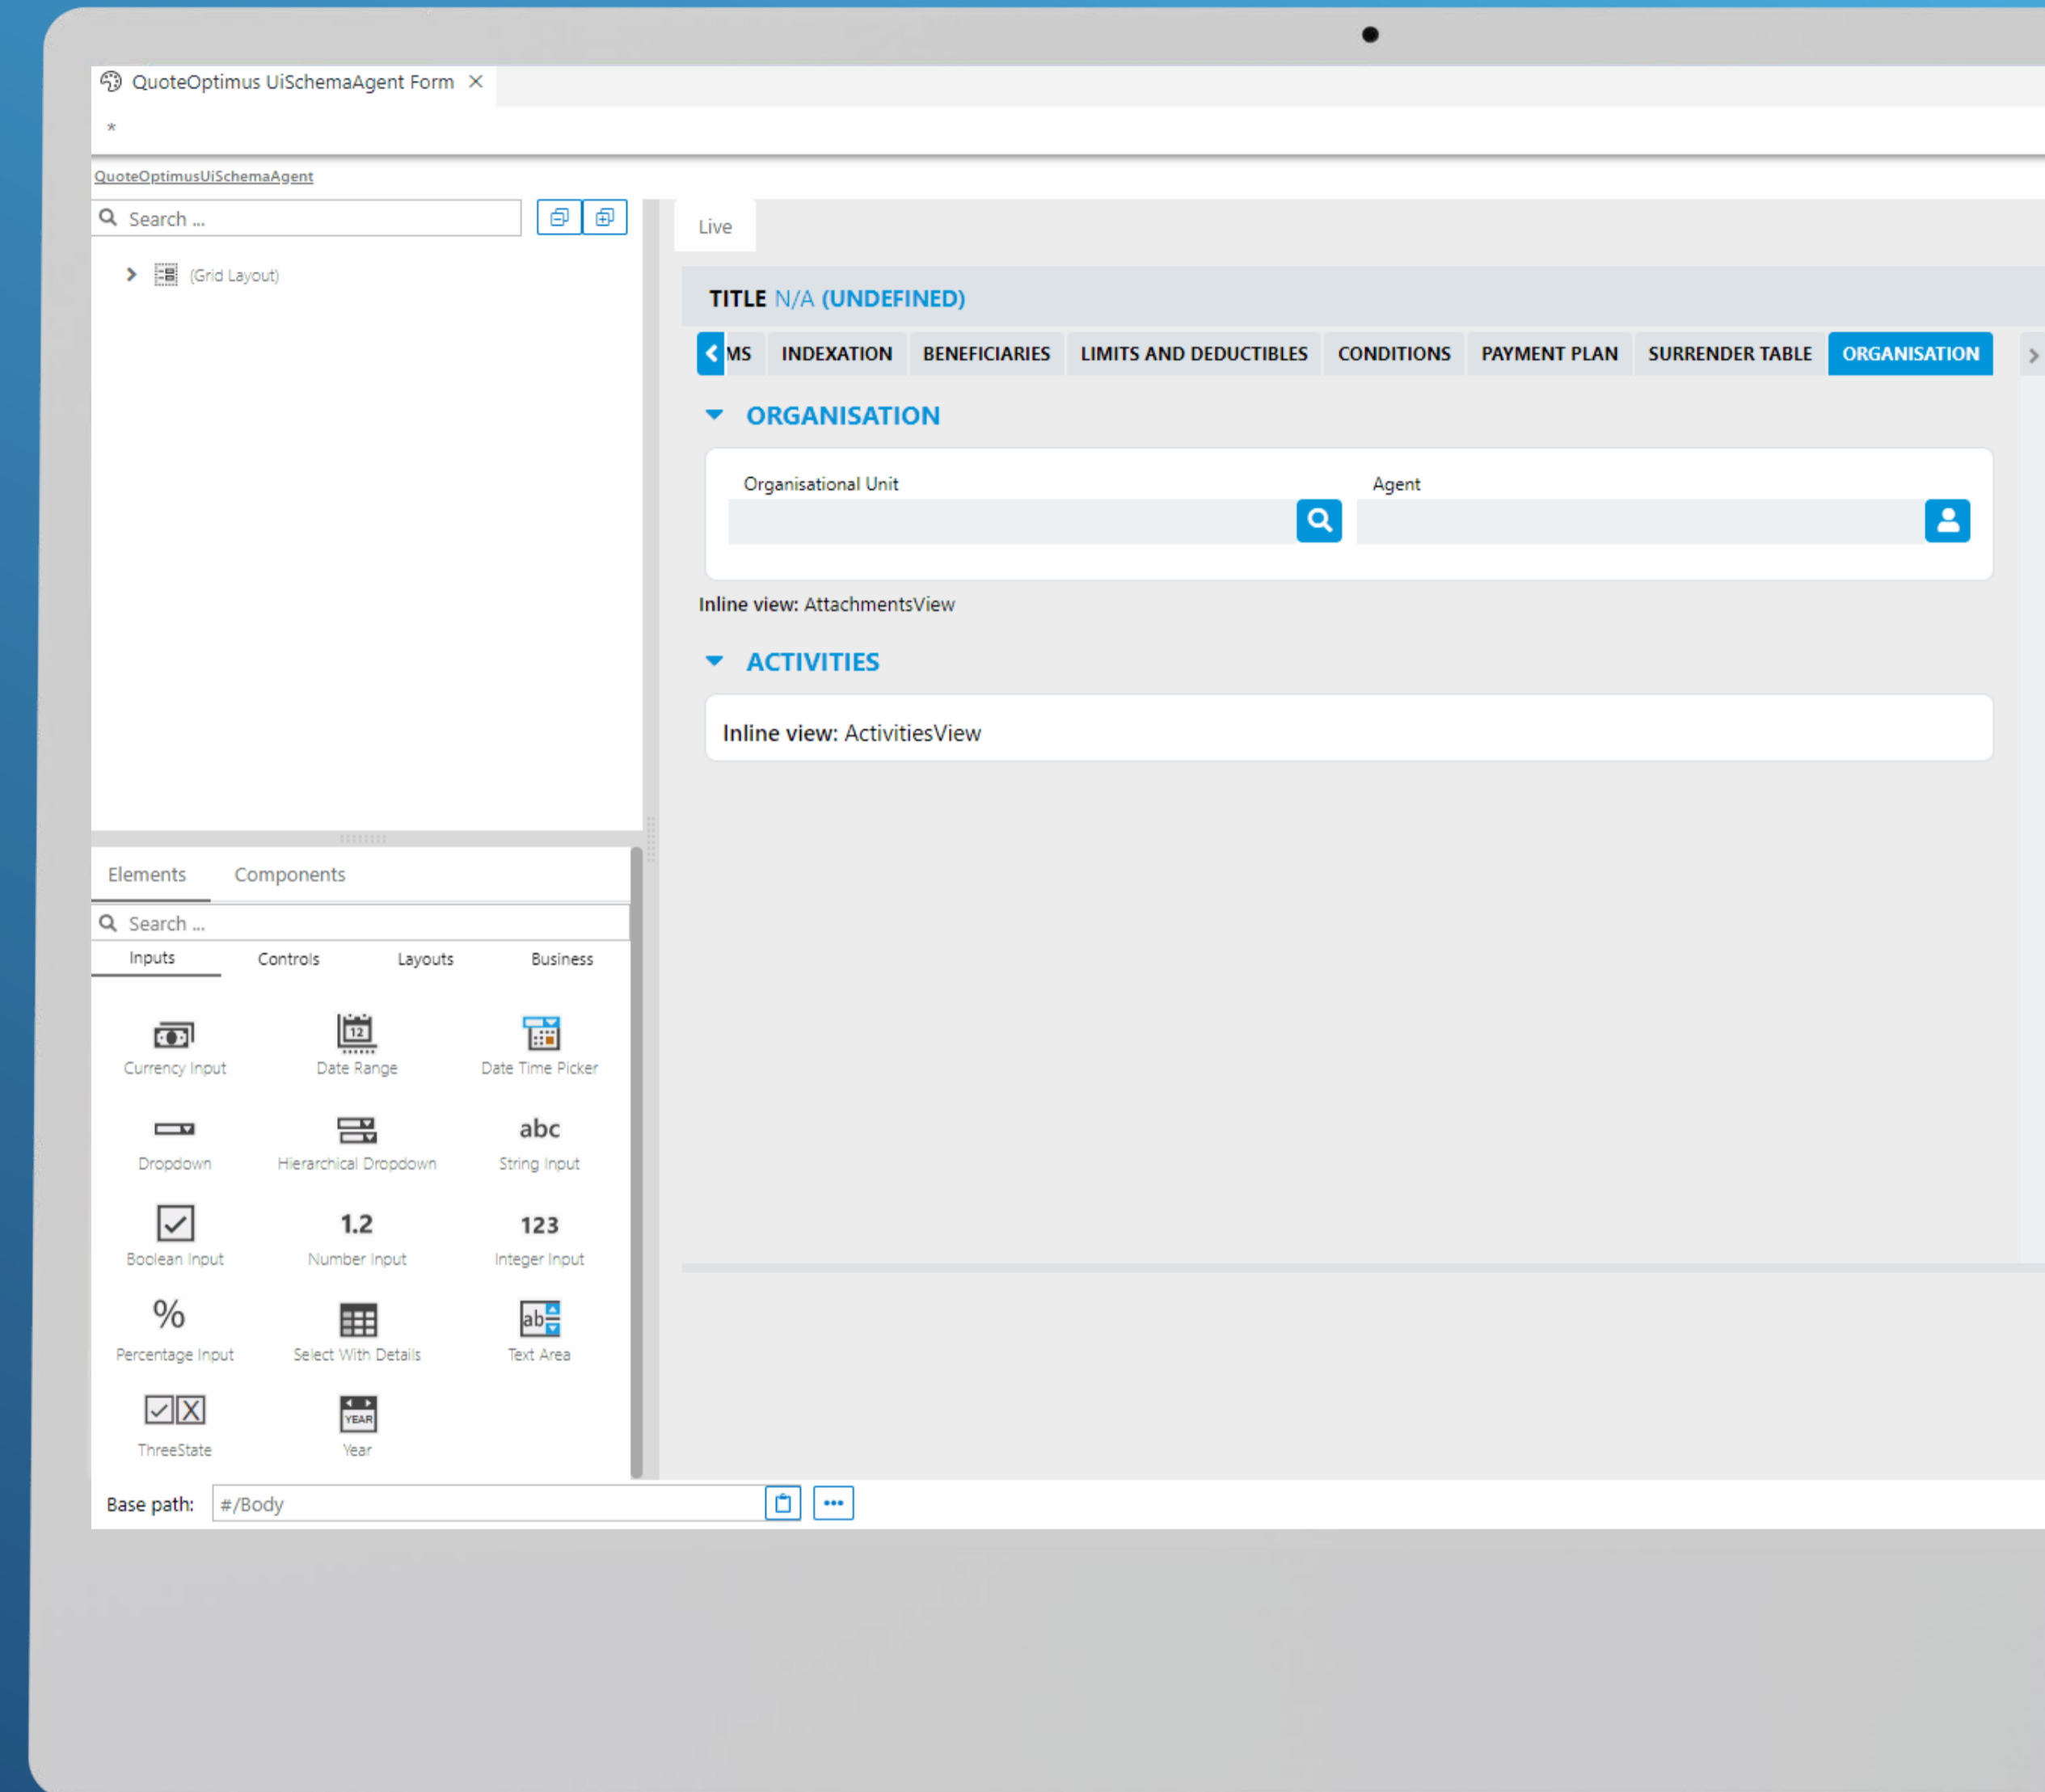 QuoteOptimus UiSchemaAgent Form
*
QuoteOptimusUiSchemaAgent
Search ...
(Grid Layout)
Live
TITLE N/A (UNDEFINED)
MS INDEXATION BENEFICIARIES LIMITS AND DEDUCTIBLES CONDITIONS PAYMENT PLAN SURRENDER TABLE ORGANISATION
ORGANISATION
Organisational Unit Agent
Inline view: AttachmentsView
ACTIVITIES
Inline view: ActivitiesView
Elements Components
Search ...
Inputs Controls Layouts Business
12
Currency Input Date Range Date Time Picker
abc
Dropdown Hierarchical Dropdown String Input
1.2 123
Boolean Input Number Input Integer Input
% ab
Percentage Input Select With Details Text Area
X YEAR
ThreeState Year
Base path: #/Body